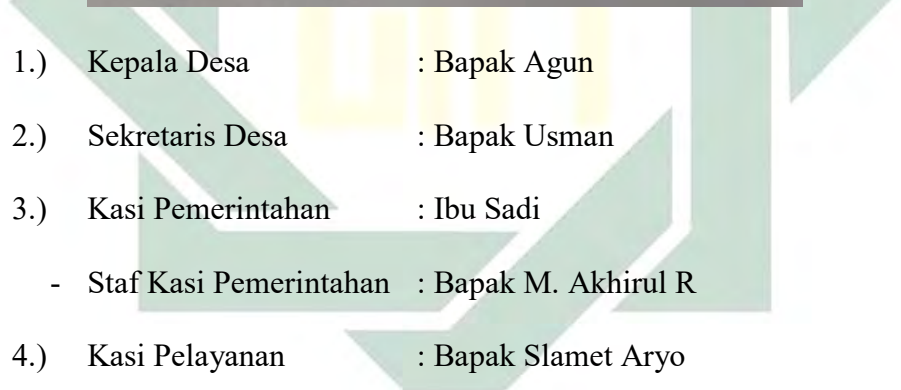 1.) Kepala Desa : Bapak Agun
2.) Sekretaris Desa : Bapak Usman
3.) Kasi Pemerintahan : Ibu Sadi
- Staf Kasi Pemerintahan : Bapak M. Akhirul R
4.) Kasi Pelayanan : Bapak Slamet Aryo